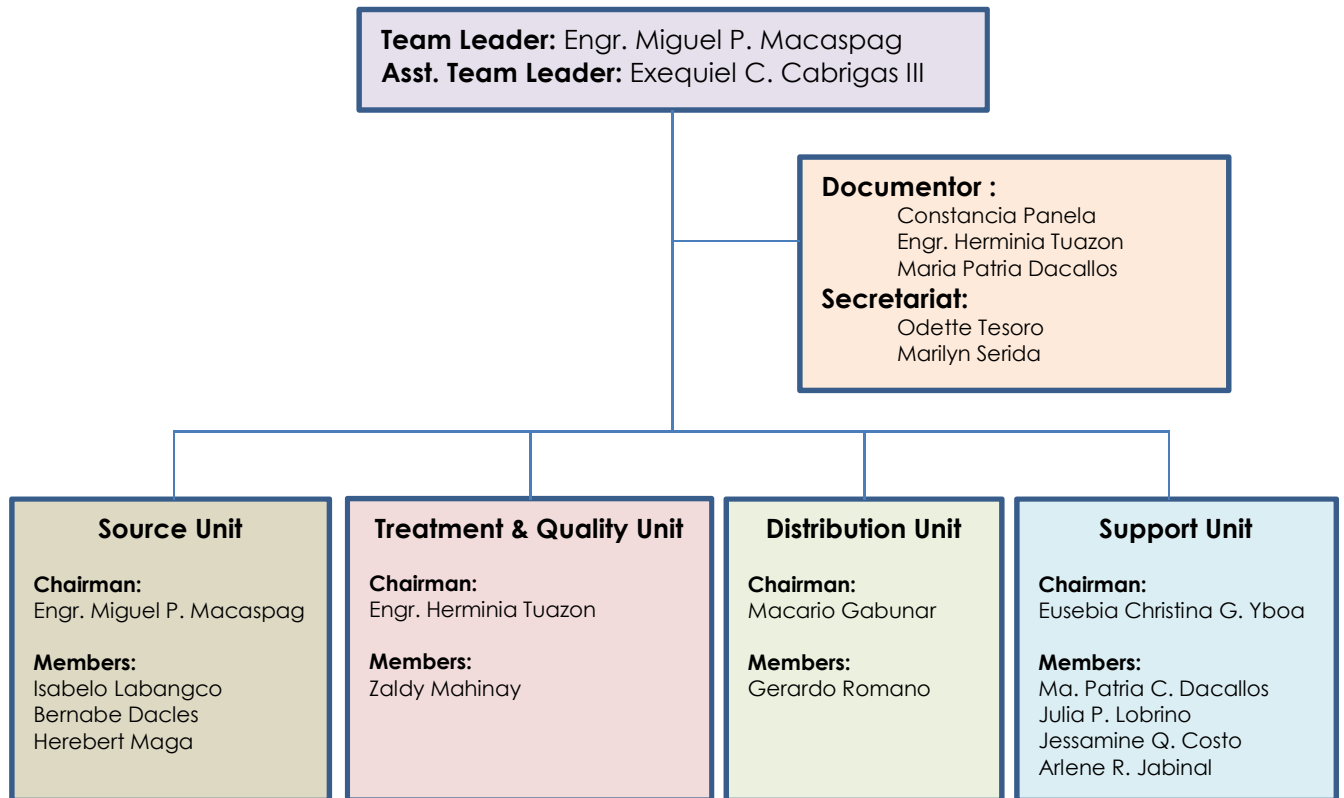 Team Leader: Engr. Miguel P. Macaspag
Asst. Team Leader: Exequiel C. Cabrigas III
Documentor :
Constancia Panela
Engr. Herminia Tuazon
Maria Patria Dacallos
Secretariat:
Odette Tesoro
Marilyn Serida
Source Unit
Chairman:
Engr. Miguel P. Macaspag
Members:
Isabelo Labangco
Bernabe Dacles
Herebert Maga
Treatment & Quality Unit
Chairman:
Engr. Herminia Tuazon
Members:
Zaldy Mahinay
Distribution Unit
Chairman:
Macario Gabunar
Members:
Gerardo Romano
Support Unit
Chairman:
Eusebia Christina G. Yboa
Members:
Ma. Patria C. Dacallos
Julia P. Lobrino
Jessamine Q. Costo
Arlene R. Jabinal